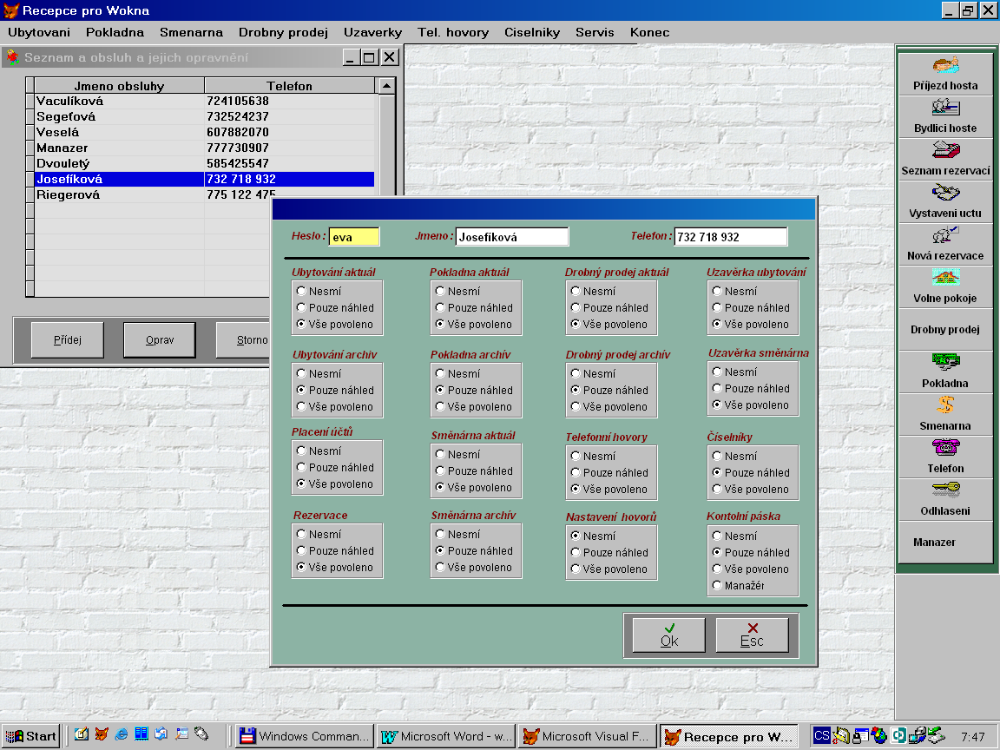 Recepce pro Wokna
Ubytovani Pokladna Smenarna Drobny prodej Uzaverky Tel. hovory Ciselniky Servis Konec
Seznam a obsluh a jejich opravnění
Jmeno obsluhy Telefon
Vaculíková 724105638
Segeťová 732524237
Veselá 607882070
Manazer 777730907
Dvouletý 585425547
Josefíková 732 718 932
Riegerová 775 122 475
Přídej Oprav Storno
Heslo : eva Jmeno : Josefíková Telefon : 732 718 932
Ubytování aktuál Pokladna aktuál Drobný prodej aktuál Uzavěrka ubytování
Nesmí Nesmí Nesmí Nesmí
Pouze náhled Pouze náhled Pouze náhled Pouze náhled
Vše povoleno Vše povoleno Vše povoleno Vše povoleno
Ubytování archív Pokladna archív Drobný prodej archív Uzavěrka směnárna
Nesmí Nesmí Nesmí Nesmí
Pouze náhled Pouze náhled Pouze náhled Pouze náhled
Vše povoleno Vše povoleno Vše povoleno Vše povoleno
Placení účtů Směnárna aktuál Telefonní hovory Číselníky
Nesmí Nesmí Nesmí Nesmí
Pouze náhled Pouze náhled Pouze náhled Pouze náhled
Vše povoleno Vše povoleno Vše povoleno Vše povoleno
Rezervace Směnárna archív Nastavení hovorů Kontolní páska
Nesmí Nesmí Nesmí Nesmí
Pouze náhled Pouze náhled Pouze náhled Pouze náhled
Vše povoleno Vše povoleno Vše povoleno Vše povoleno
Manažér
Ok Esc
Příjezd hosta
Bydlici hoste
Seznam rezervací
Vystaveni uctu
Nová rezervace
Volne pokoje
Drobny prodej
Pokladna
Smenarna
Telefon
Odhlaseni
Manazer
Start Windows Comman... Microsoft Word - w... Microsoft Visual F... Recepce pro W... CS 7:47